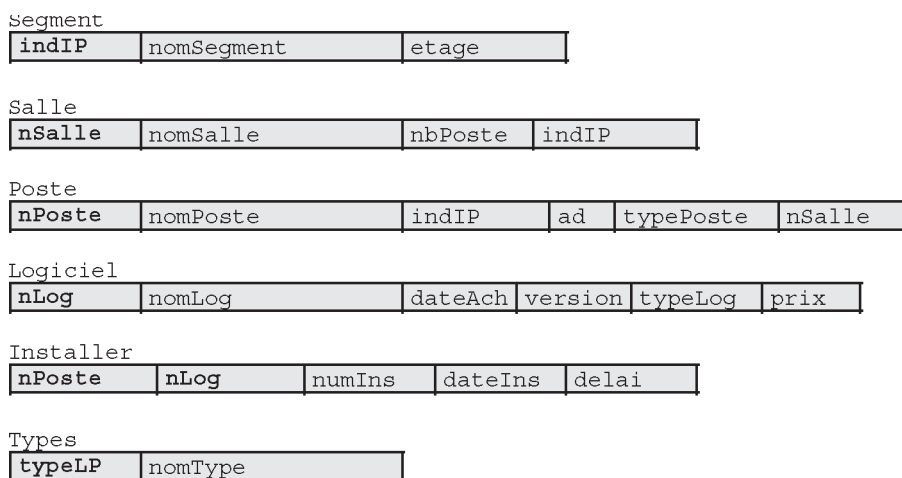 Segment
indIP nomSegment etage
Salle
nSalle nomSalle nbPoste indIP
Poste
nPoste nomPoste indIP ad typePoste nSalle
Logiciel
nLog nomLog dateAch version typeLog prix
Installer
nPoste nLog numIns dateIns delai
Types
typeLP nomType